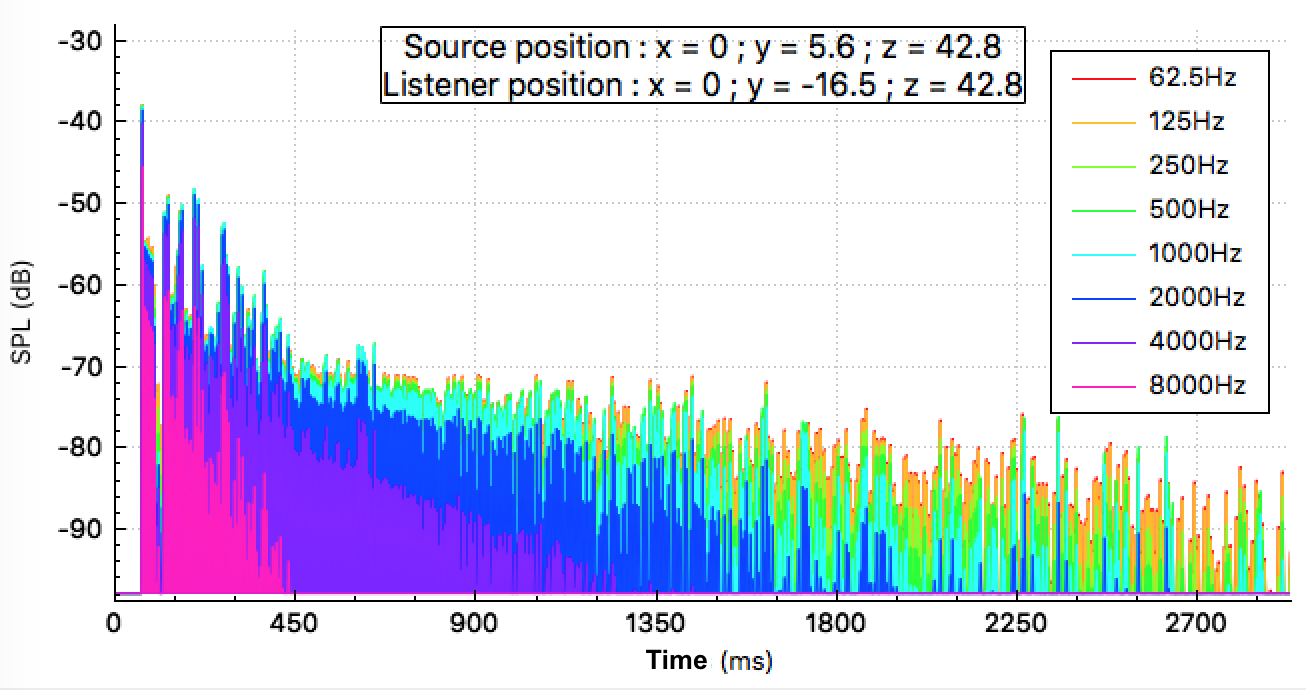 Source position : x = 0 ; y = 5.6 ; z = 42.8
Listener position : x = 0 ; y = -16.5 ; z = 42.8
62.5Hz
125Hz
250Hz
500Hz
1000Hz
2000Hz
4000Hz
8000Hz
SPL (dB)
-30
-40
-50
-60
-70
-80
-90
0 450 900 1350 1800 2250 2700
Time (ms)